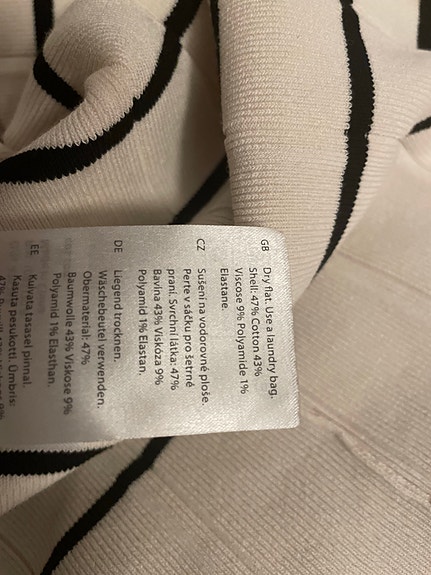 GB Dry flat. Use a laundry bag.
Shell: 47% Cotton 43%
Viscose 9% Polyamide 1%
Elastane.
CZ Sušení na vodorovné ploše.
Perte v sáčku pro šetrné
praní. Svrchní látka: 47%
Bavlna 43% Viskóza 9%
Polyamid 1% Elastan.
DE Liegend trocknen.
Wäschebeutel verwenden.
Obermaterial: 47%
Baumwolle 43% Viskose 9%
Polyamid 1% Elasthan.
EE Kuivata tasasel pinnal.
Kasuta pesukotti. Ümbris:
47%